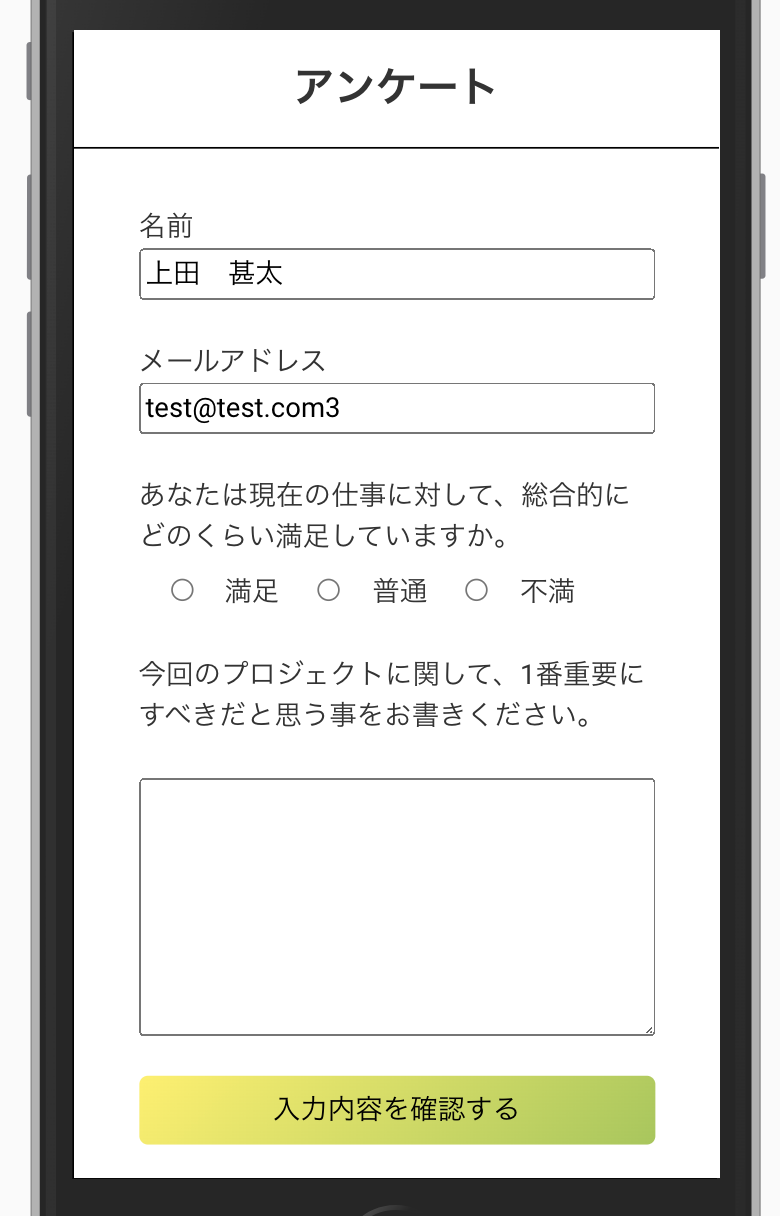 アンケート
名前
上田　甚太
メールアドレス
test@test.com3
あなたは現在の仕事に対して、総合的に
どのくらい満足していますか。
満足 普通 不満
今回のプロジェクトに関して、1番重要に
すべきだと思う事をお書きください。
入力内容を確認する